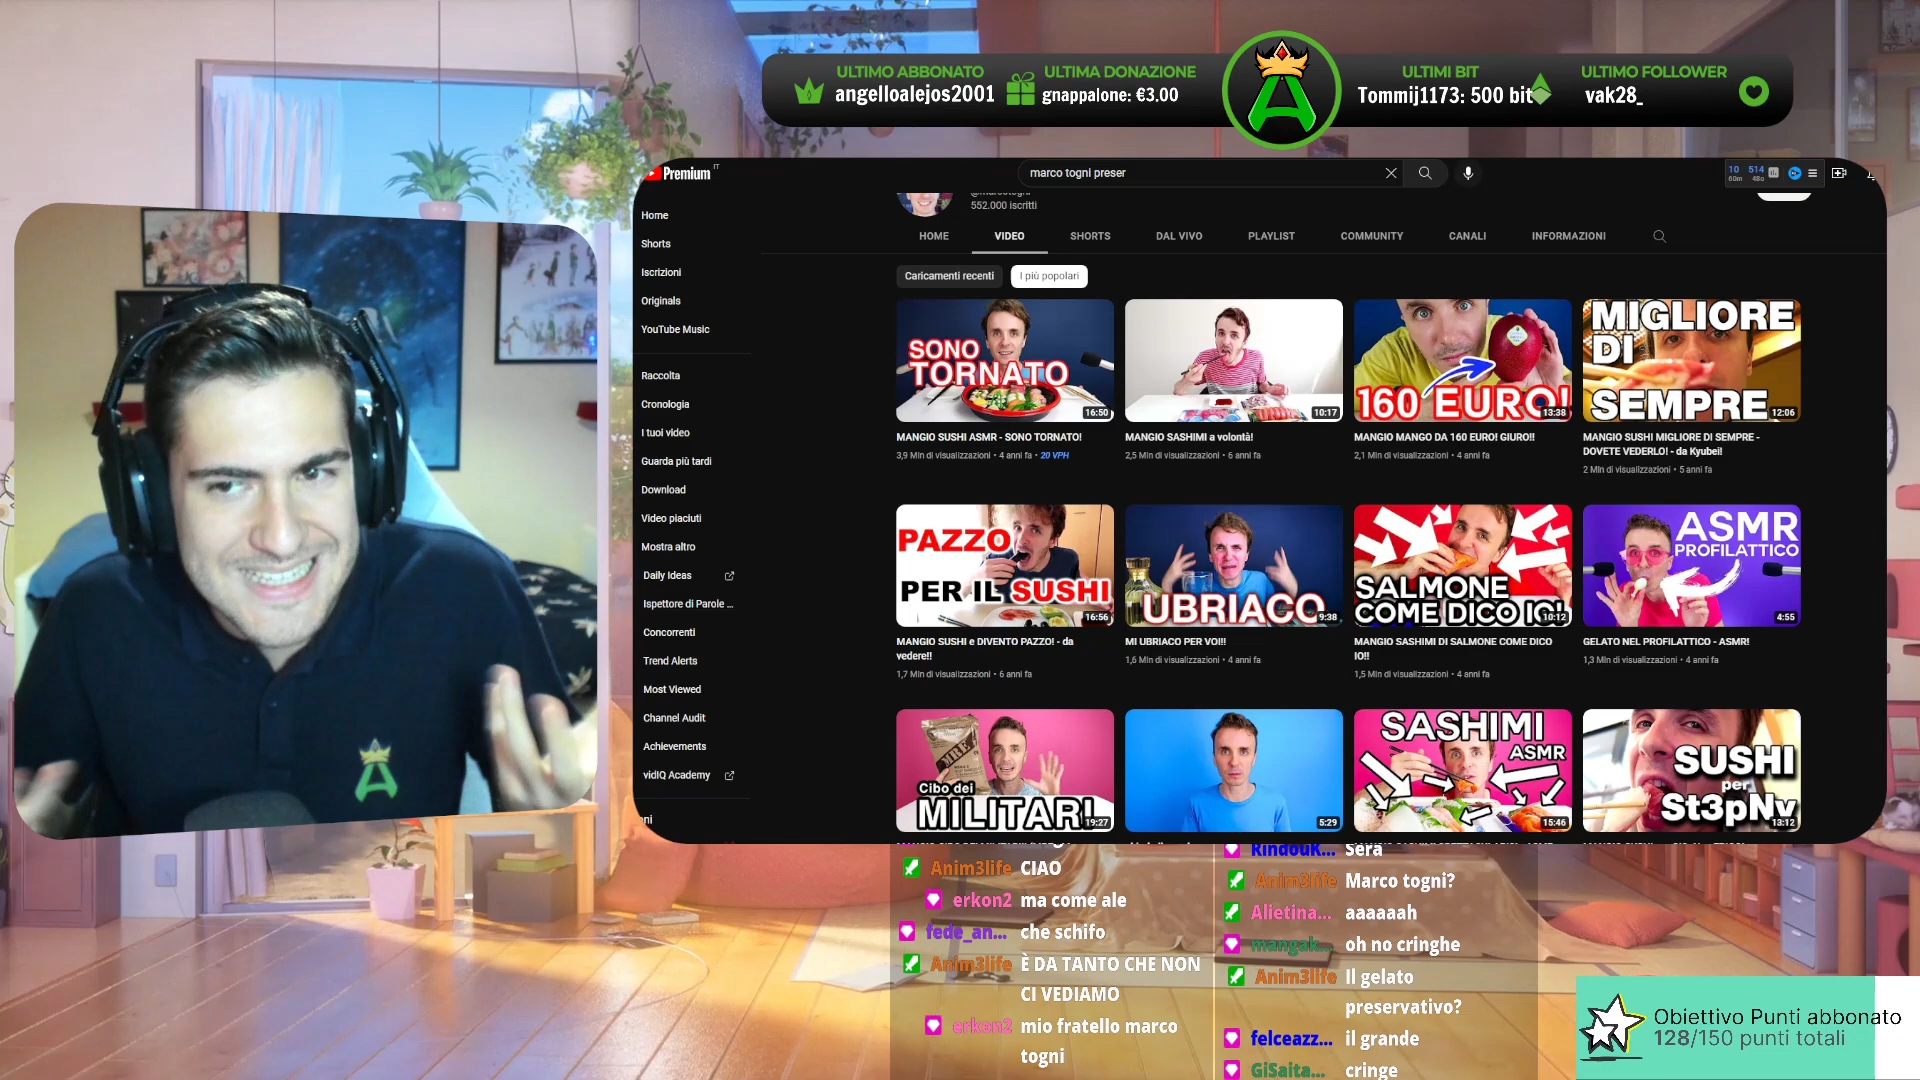 ULTIMO ABBONATO
angelloalejos2001
ULTIMA DONAZIONE
gnappalone: €3.00
ULTIMI BIT
Tommij1173: 500 bit
ULTIMO FOLLOWER
vak28_
Premium
IT
marco togni preser
10
60m
514
48o
552.000 iscritti
HOME
VIDEO
SHORTS
DAL VIVO
PLAYLIST
COMMUNITY
CANALI
INFORMAZIONI
Caricamenti recenti
I più popolari
Home
Shorts
Iscrizioni
Originals
YouTube Music
Raccolta
Cronologia
I tuoi video
Guarda più tardi
Download
Video piaciuti
Mostra altro
Daily Ideas
Ispettore di Parole ...
Concorrenti
Trend Alerts
Most Viewed
Channel Audit
Achievements
vidIQ Academy
SONO
TORNATO
16:50
MANGIO SUSHI ASMR - SONO TORNATO!
3,9 Mln di visualizzazioni • 4 anni fa • 20 VPH
10:17
MANGIO SASHIMI a volontà!
2,5 Mln di visualizzazioni • 6 anni fa
160 EURO!
13:38
MANGIO MANGO DA 160 EURO! GIURO!!
2,1 Mln di visualizzazioni • 4 anni fa
MIGLIORE
DI
SEMPRE
12:06
MANGIO SUSHI MIGLIORE DI SEMPRE -
DOVETE VEDERLO! - da Kyubei!
2 Mln di visualizzazioni • 5 anni fa
PAZZO
PER IL SUSHI
16:56
MANGIO SUSHI e DIVENTO PAZZO! - da
vedere!!
1,7 Mln di visualizzazioni • 6 anni fa
UBRIACO
9:38
MI UBRIACO PER VOI!!
1,6 Mln di visualizzazioni • 4 anni fa
SALMONE
COME DICO IO!
10:12
MANGIO SASHIMI DI SALMONE COME DICO
IO!!
1,5 Mln di visualizzazioni • 4 anni fa
ASMR
PROFILATTICO
4:55
GELATO NEL PROFILATTICO - ASMR!
1,3 Mln di visualizzazioni • 4 anni fa
MRE
Cibo dei
MILITARI
19:27
5:29
SASHIMI
ASMR
15:46
SUSHI
per
St3pNy
13:12
Anim3life CIAO
erkon2 ma come ale
fede_an... che schifo
Anim3life È DA TANTO CHE NON
CI VEDIAMO
erkon2 mio fratello marco
togni
RindouK... Sera
Anim3life Marco togni?
Alietina... aaaaaah
mangak... oh no cringhe
Anim3life Il gelato
preservativo?
felceazz... il grande
GiSaita... cringe
Obiettivo Punti abbonato
128/150 punti totali